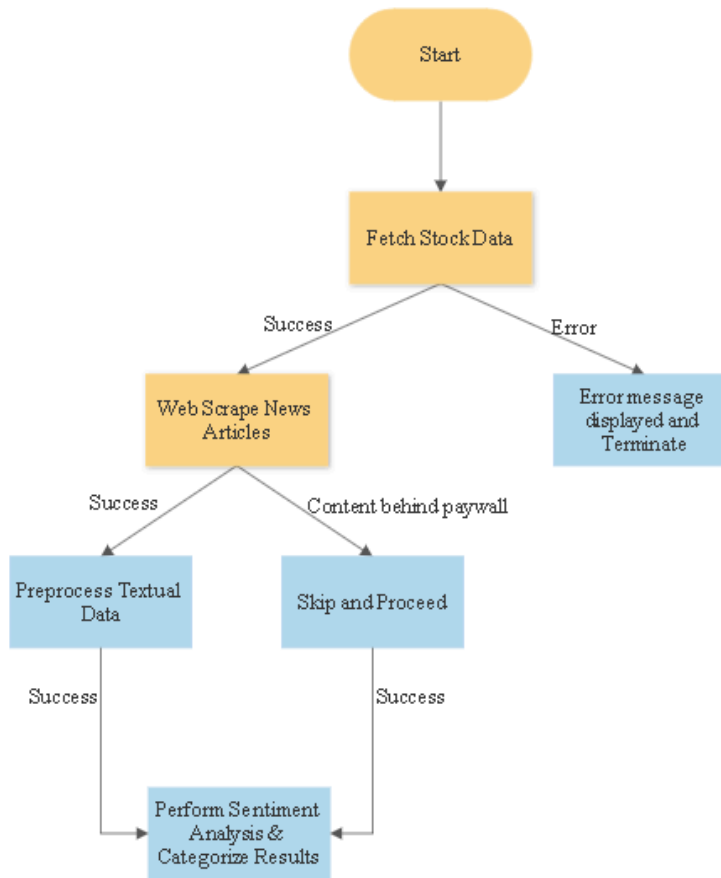 Start
Fetch Stock Data
Success
Error
Web Scrape News
Articles
Error message
displayed and
Terminate
Success
Content behind paywall
Preprocess Textual
Data
Skip and Proceed
Success
Success
Perform Sentiment
Analysis &
Categorize Results